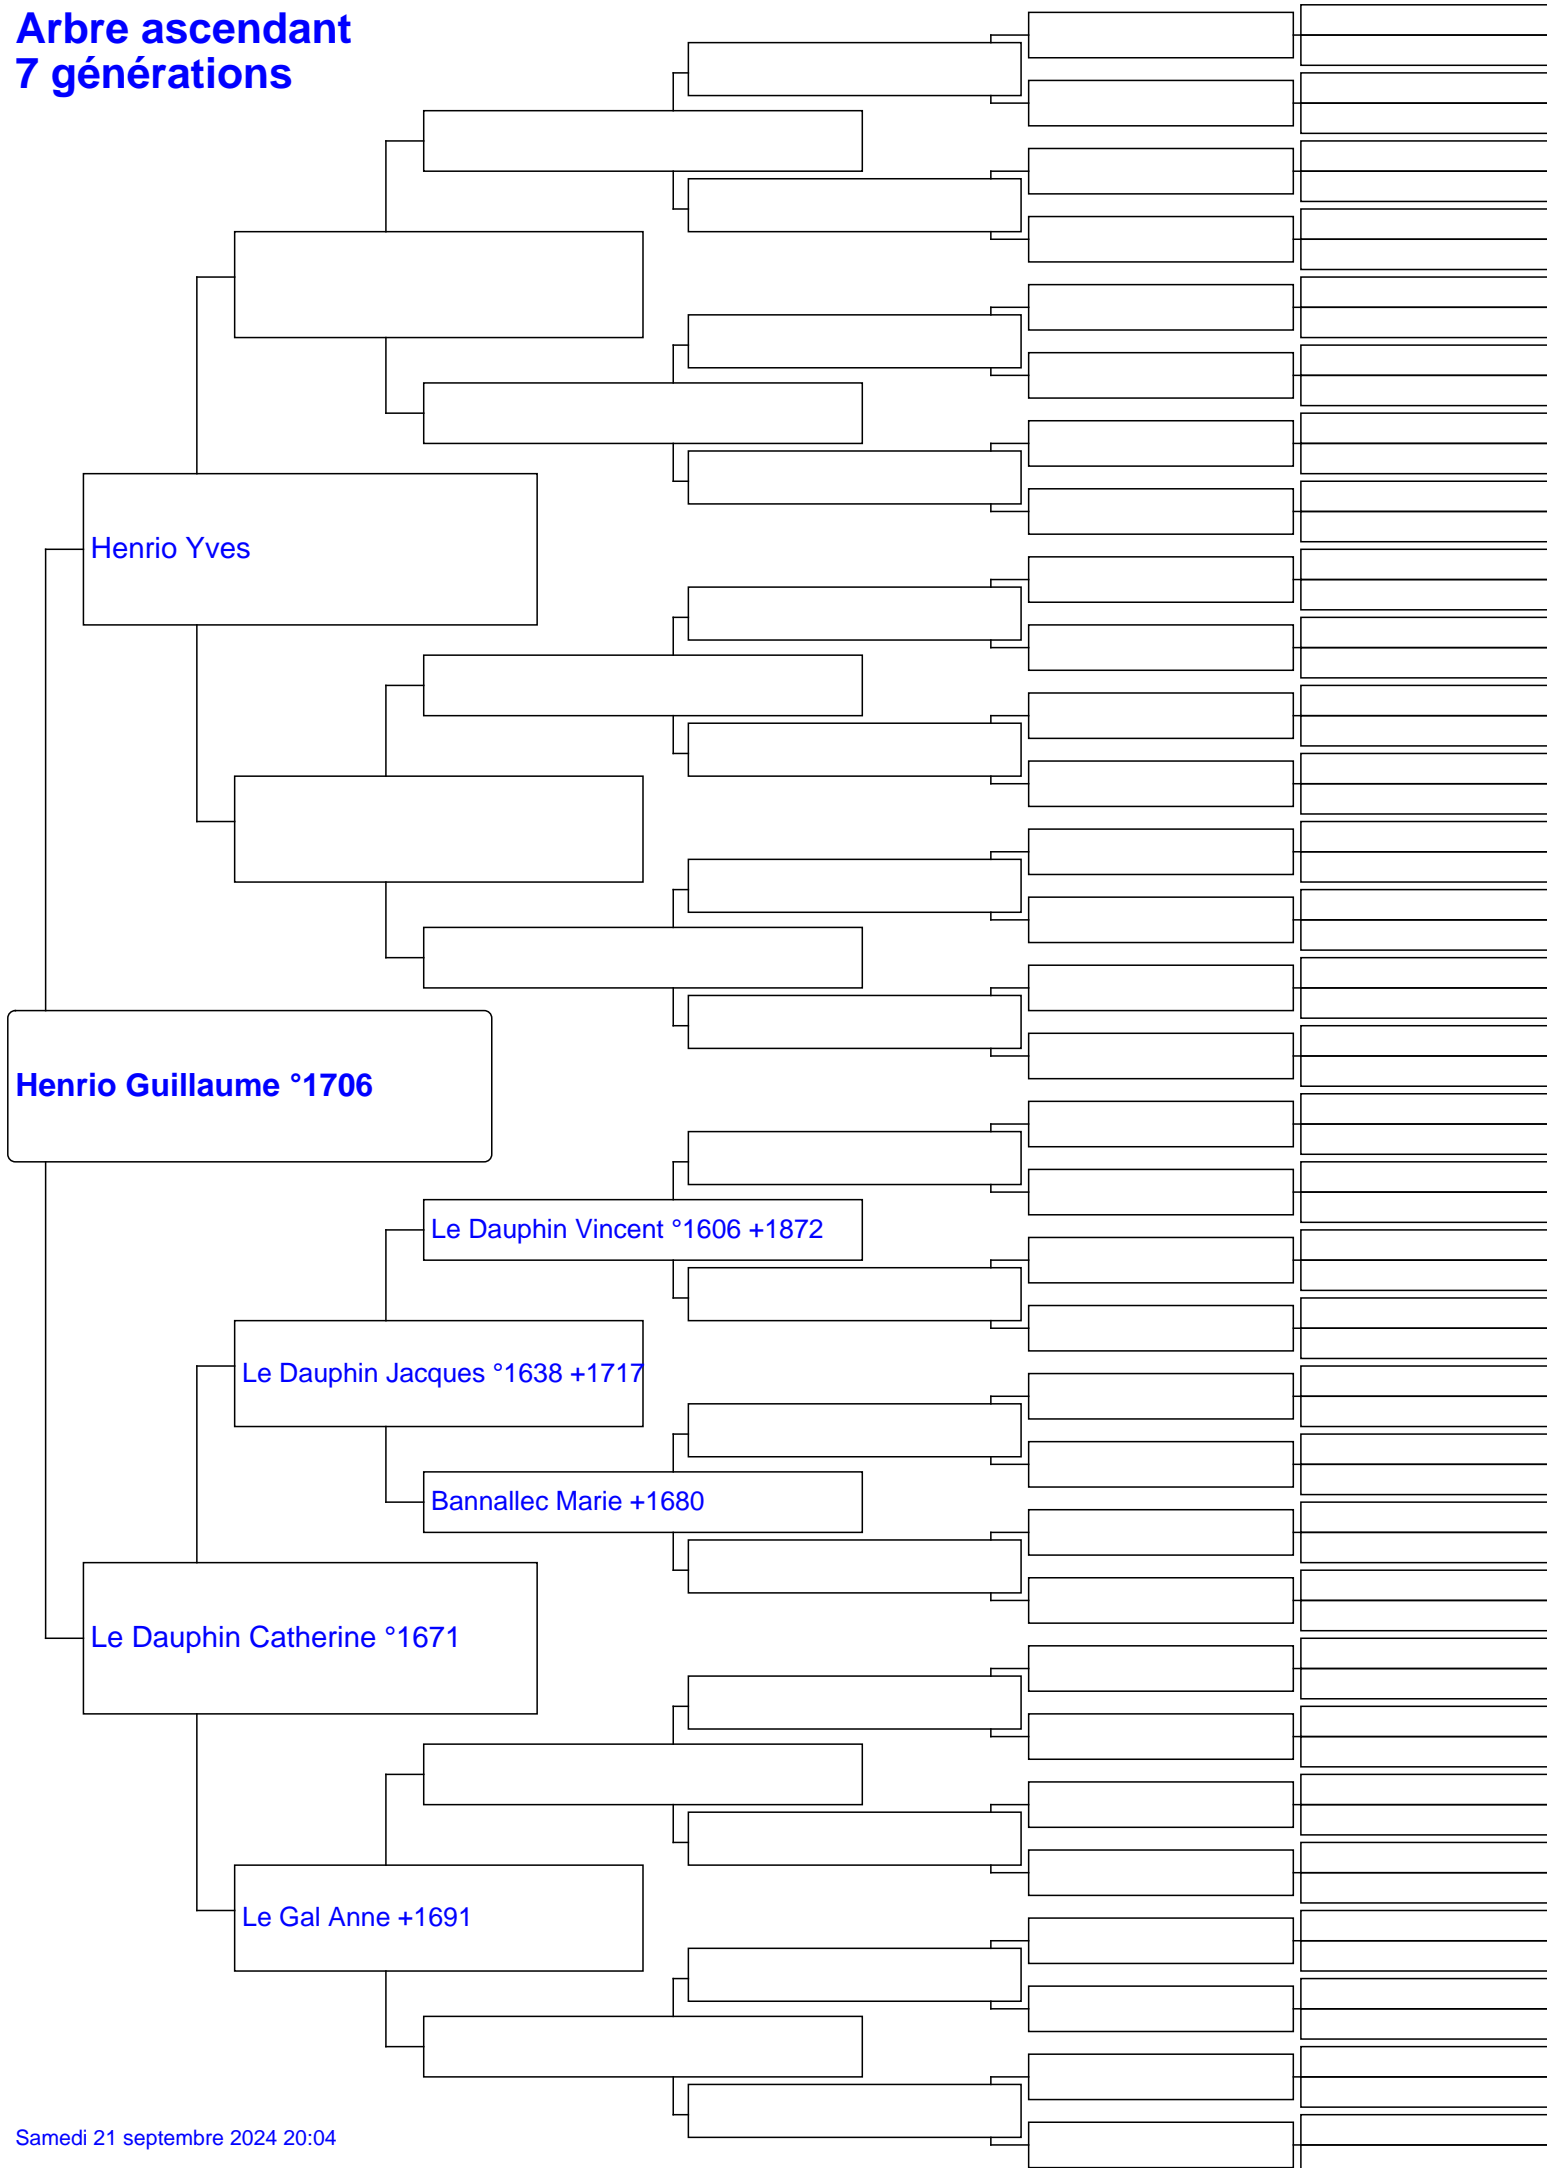 Arbre ascendant
7 générations
Henrio Yves
Henrio Guillaume °1706
Le Dauphin Vincent °1606 +1872
Le Dauphin Jacques °1638 +1717
Bannallec Marie +1680
Le Dauphin Catherine °1671
Le Gal Anne +1691
Samedi 21 septembre 2024 20:04